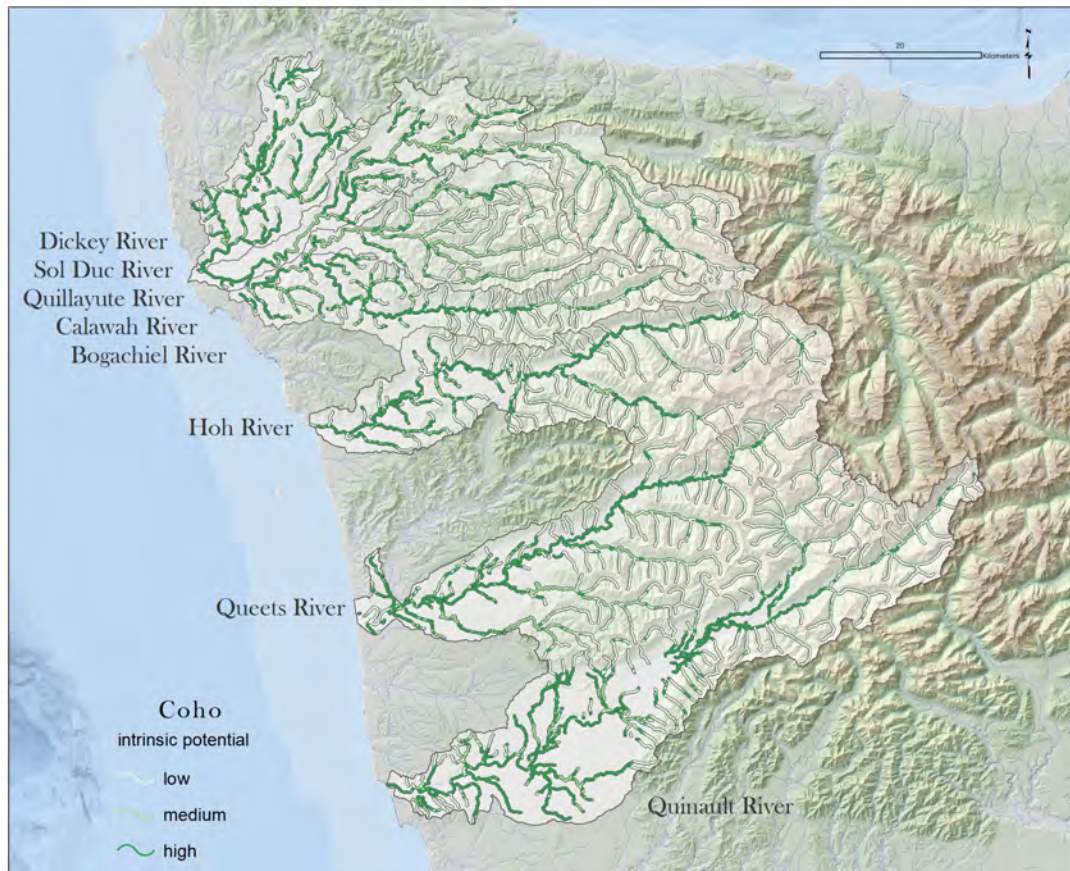 20
Kilometers
N
Dickey River
Sol Duc River
Quillayute River
Calawah River
Bogachiel River
Hoh River
Queets River
Quinault River
Coho
intrinsic potential
low
medium
high